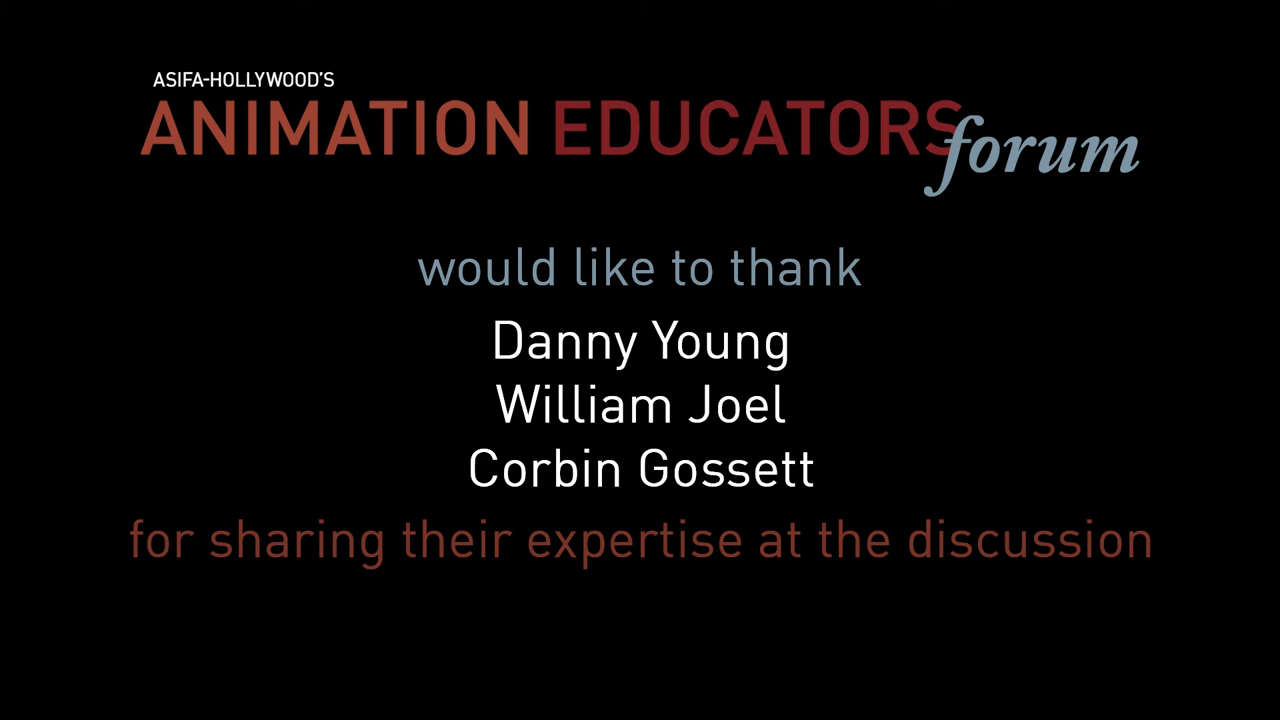 ASIFA-HOLLYWOOD'S
ANIMATION EDUCATORS forum
would like to thank
Danny Young
William Joel
Corbin Gossett
for sharing their expertise at the discussion